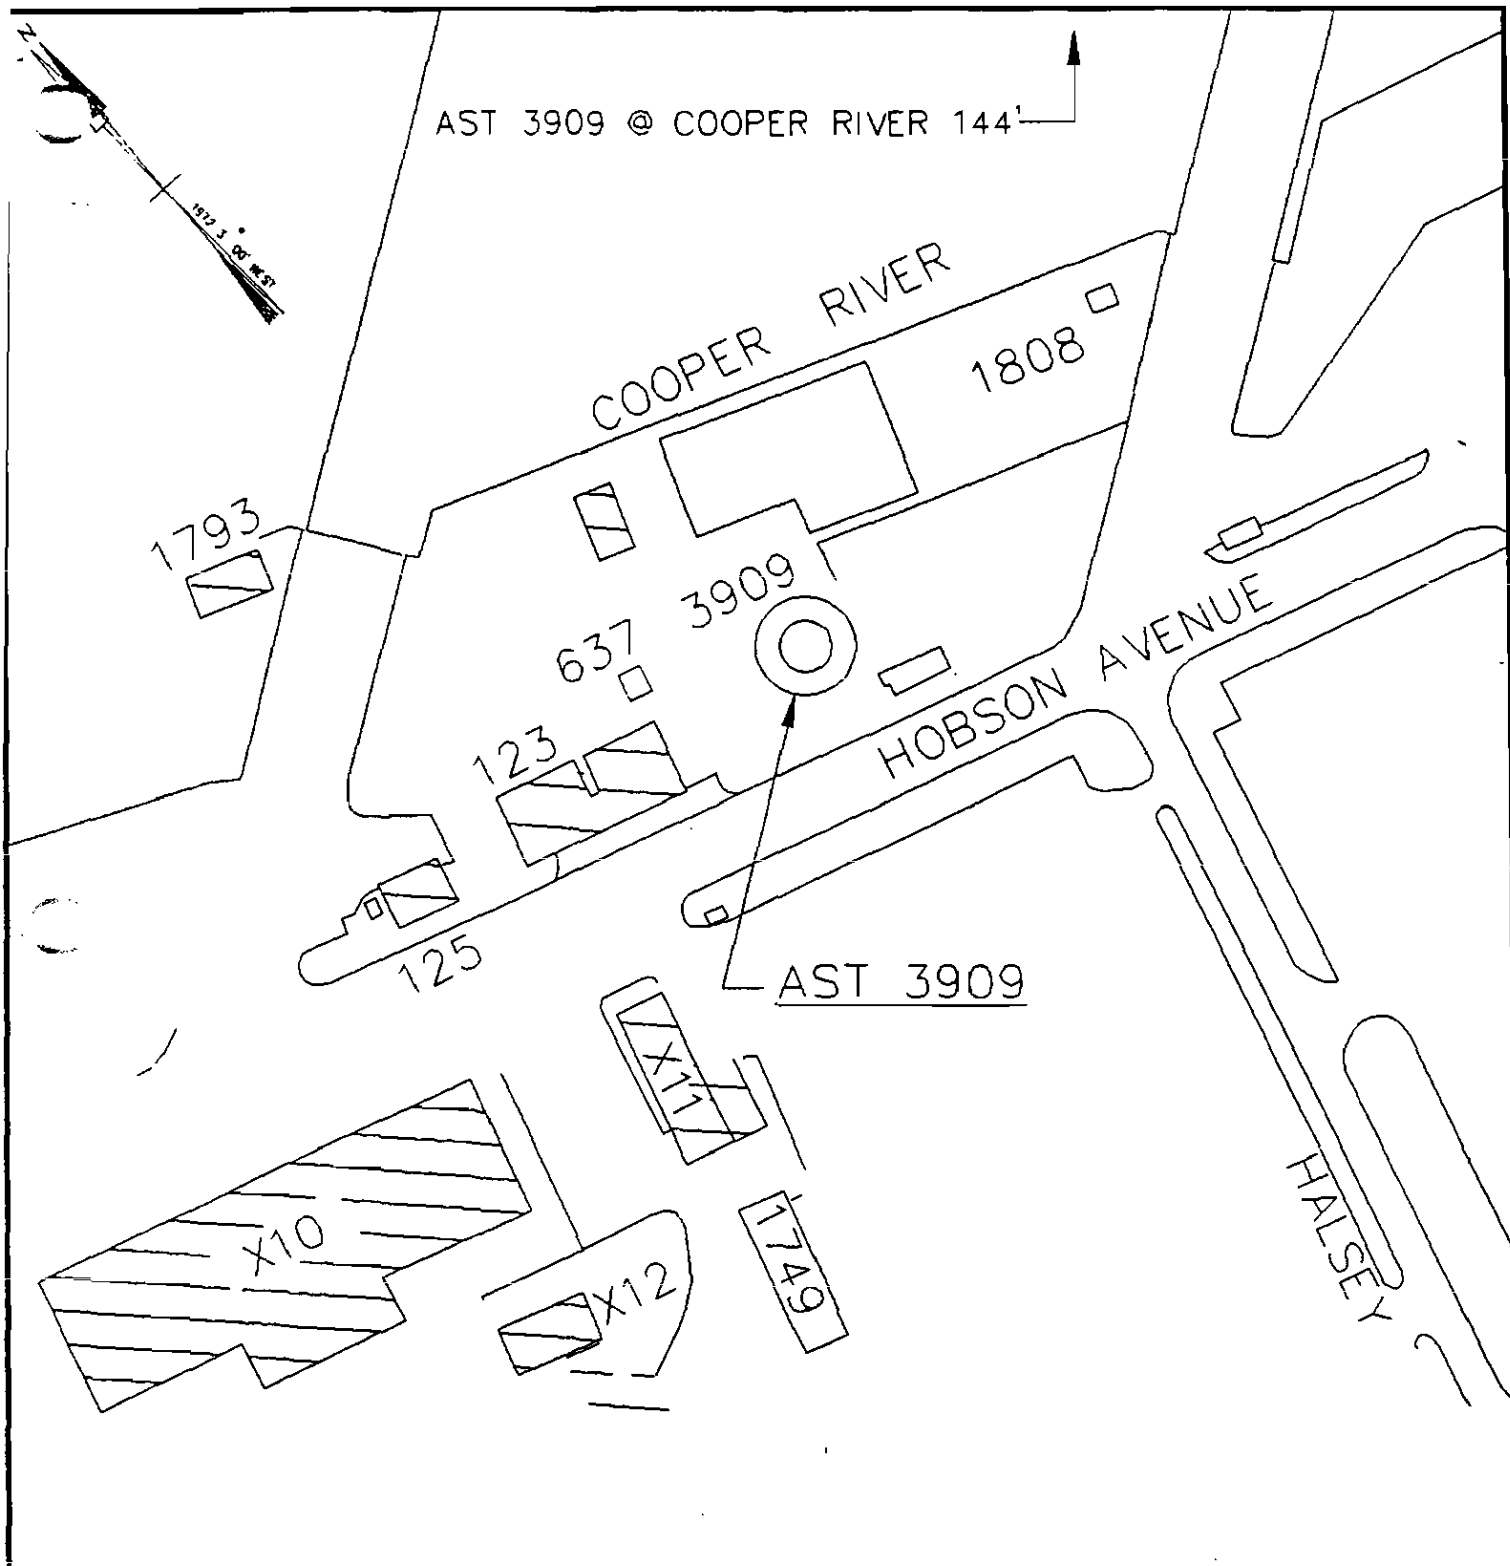 N
AST 3909 @ COOPER RIVER 144'
COOPER RIVER
1808
1793
3909
637
HOBSON AVENUE
123
125
AST 3909
X11
X10
X12
1749
HALSEY